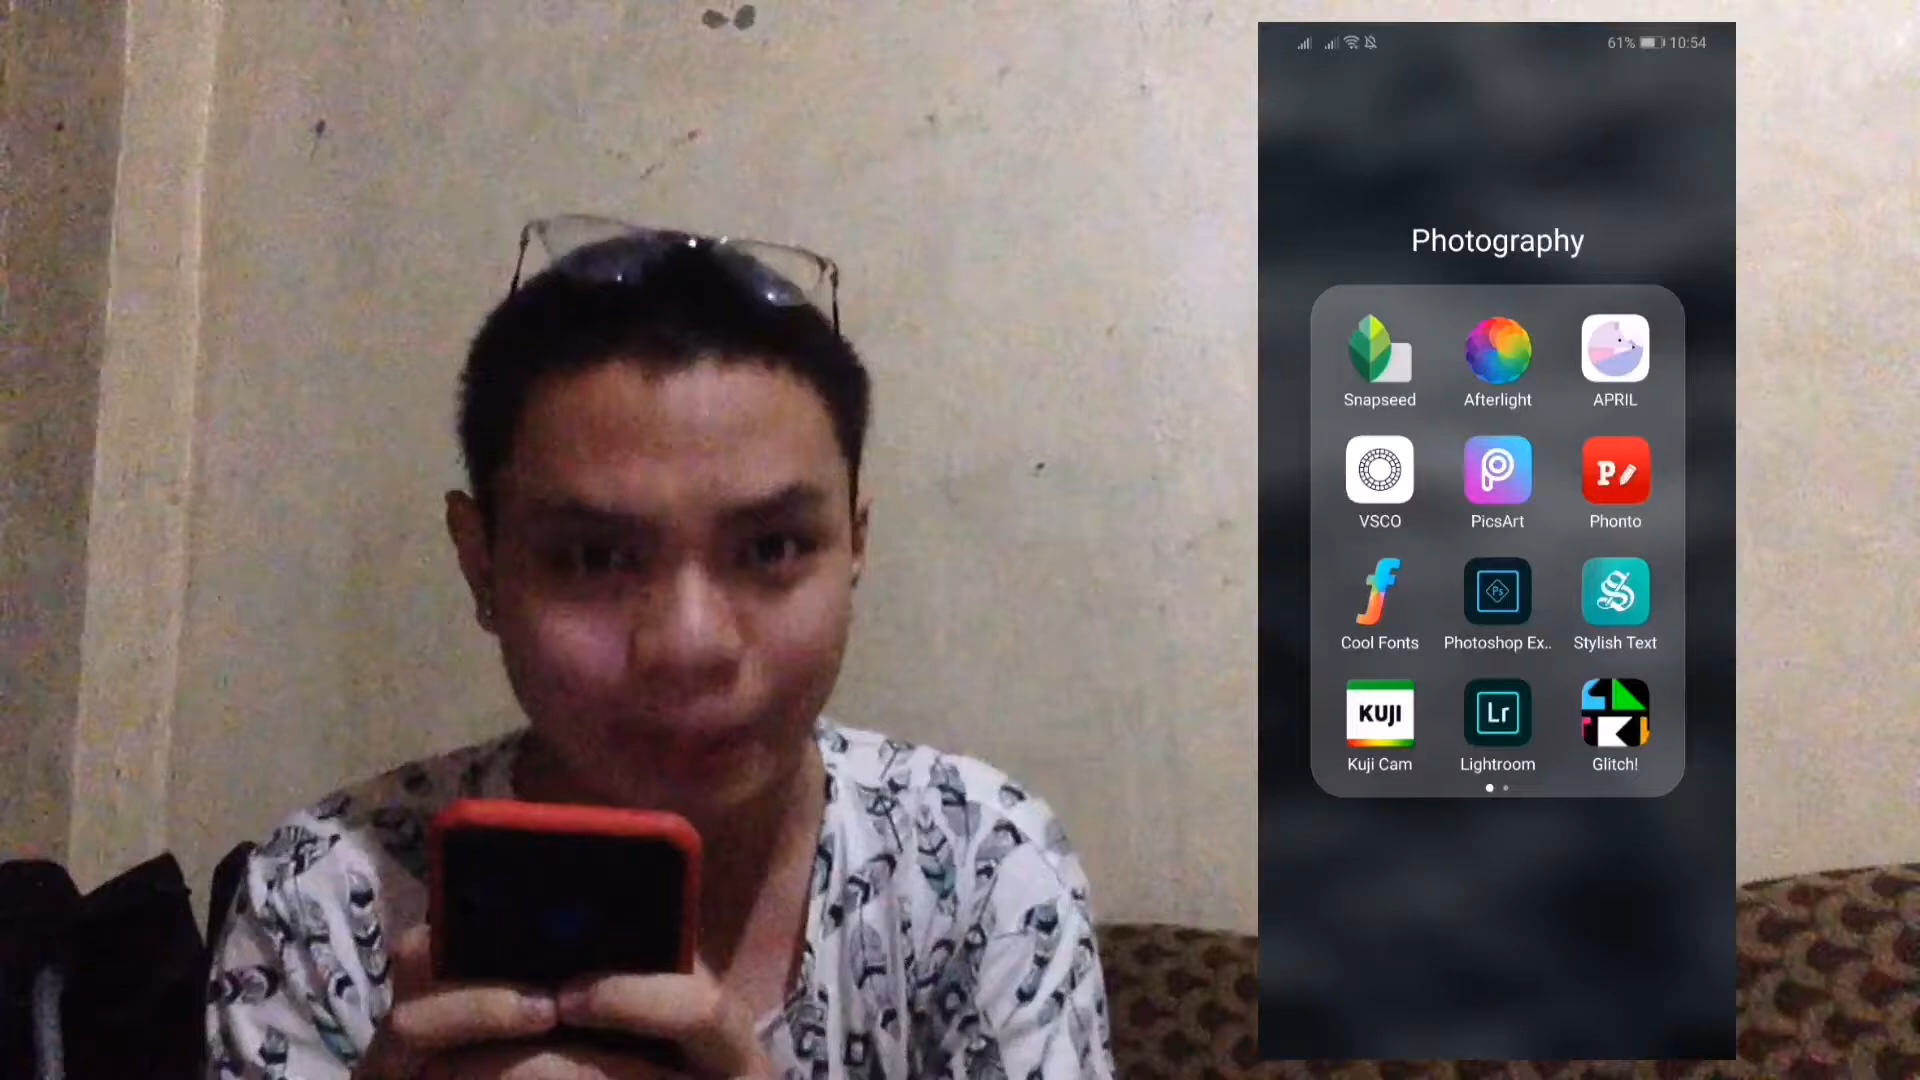 61% 10:54
Photography
Snapseed Afterlight APRIL
P
VSCO PicsArt Phonto
Ps
Cool Fonts Photoshop Ex.. Stylish Text
KUJI Lr
Kuji Cam Lightroom Glitch!